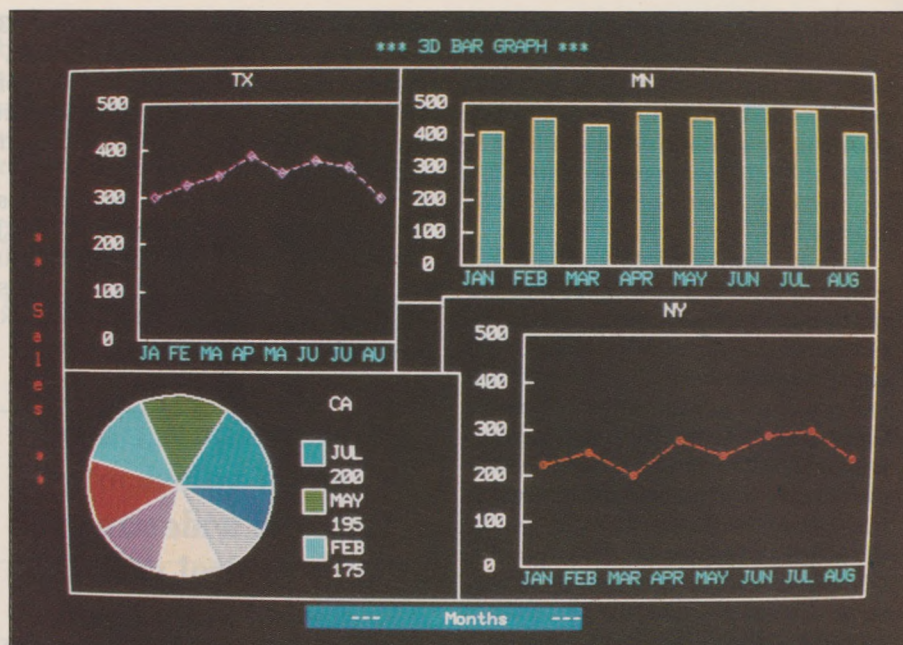 *** 3D BAR GRAPH ***
** Sales **
TX
500
400
300
200
100
0
JA FE MA AP MA JU JU AU
MN
500
400
300
200
100
0
JAN FEB MAR APR MAY JUN JUL AUG
CA
JUL
200
MAY
195
FEB
175
NY
500
400
300
200
100
0
JAN FEB MAR APR MAY JUN JUL AUG
--- Months ---